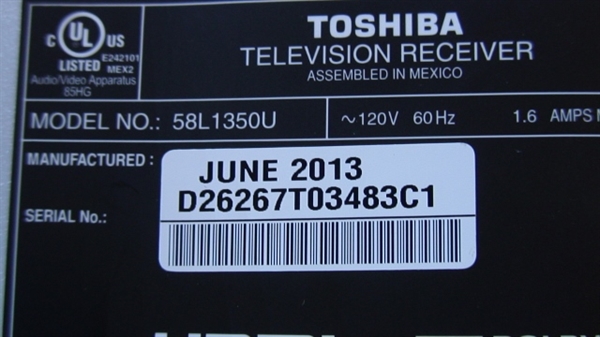 c UL US
LISTED E242101
MEX2
Audio/Video Apparatus
85HG
TOSHIBA
TELEVISION RECEIVER
ASSEMBLED IN MEXICO
MODEL NO.: 58L1350U
~120V 60Hz 1.6 AMPS
MANUFACTURED :
JUNE 2013
D26267T03483C1
SERIAL No.: